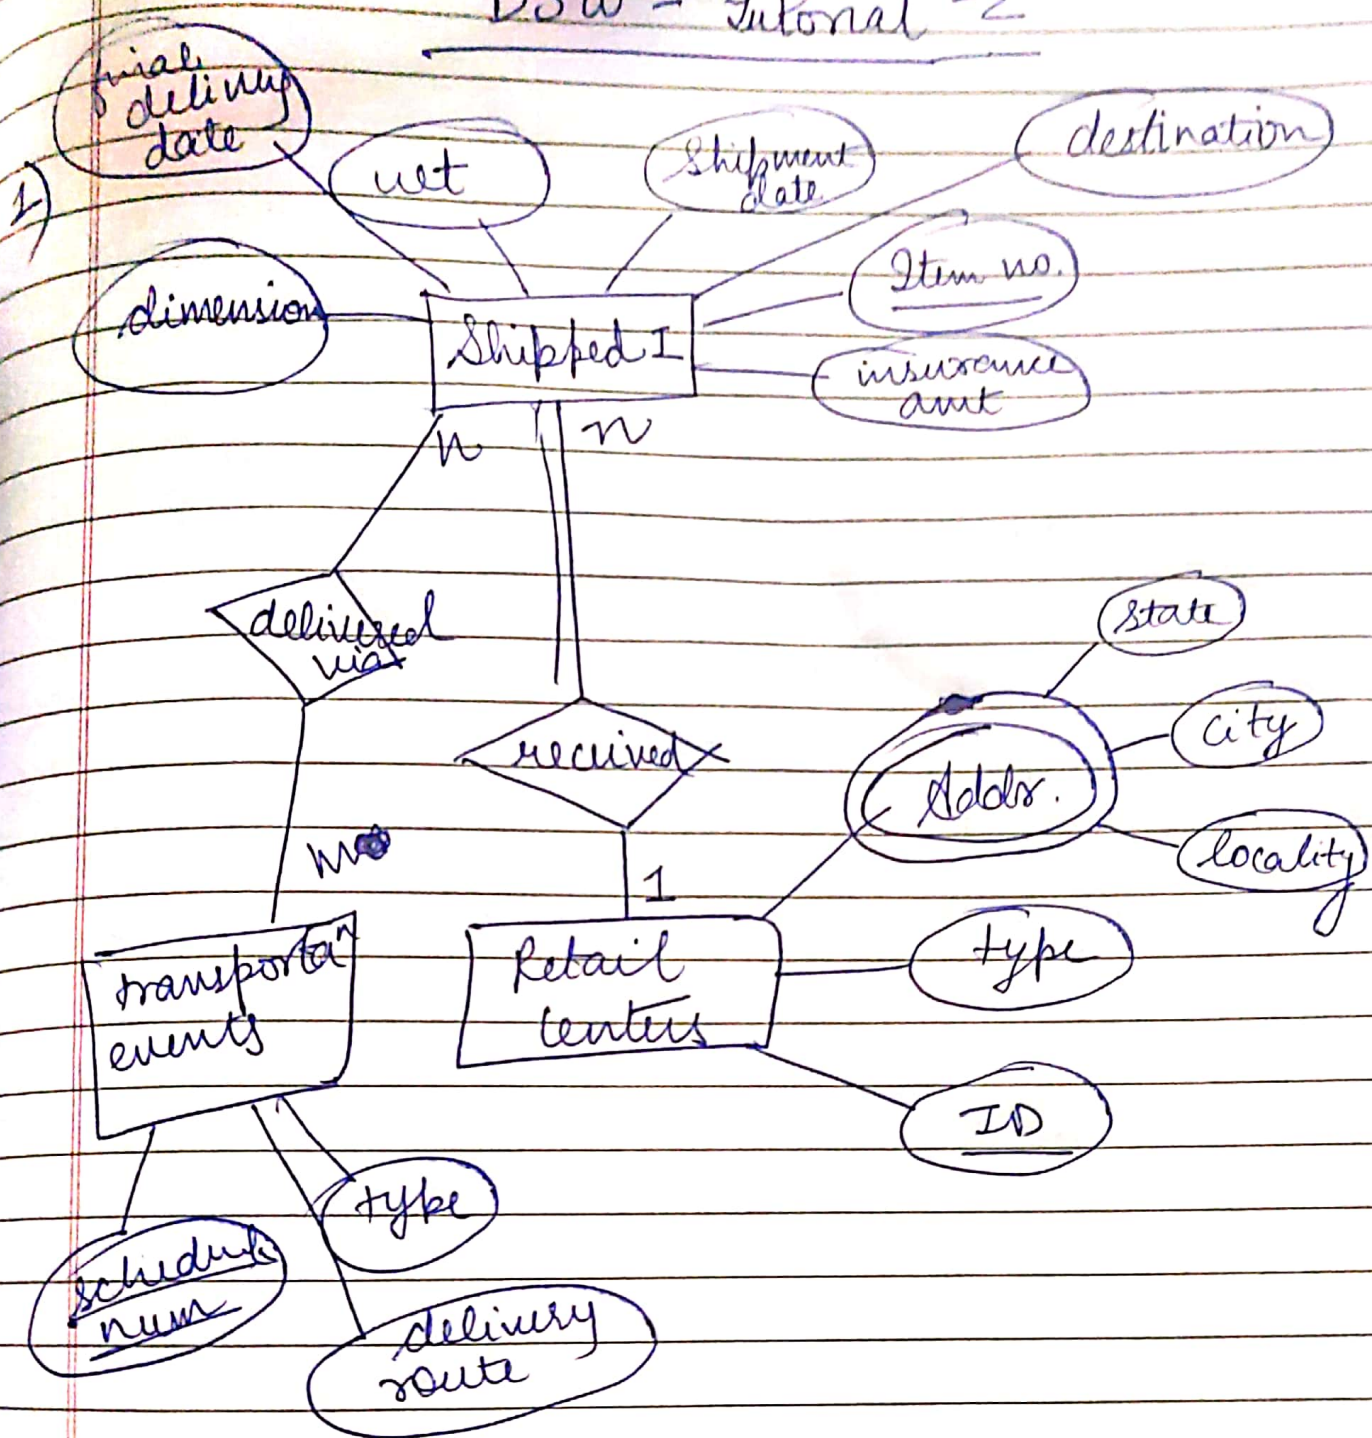 Tutorial - 2
1)
final
delivery
date
wt
Shipment
date
destination
dimension
Item no.
Shipped I
insurance
amt
n
n
delivered
via
received
state
city
Addr.
locality
m
1
transporta^n
events
Retail
Centers
type
ID
type
schedule
num
delivery
route